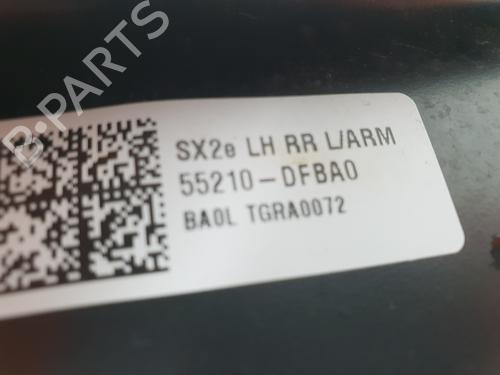 B-PARTS
SX2e LH RR L/ARM
55210-DFBA0
BA0L TGRA0072